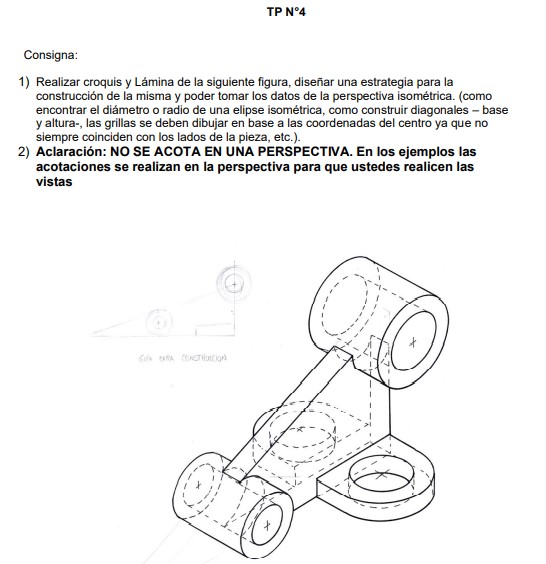 TP N°4
Consigna:
1) Realizar croquis y Lámina de la siguiente figura, diseñar una estrategia para la
construcción de la misma y poder tomar los datos de la perspectiva isométrica. (como
encontrar el diámetro o radio de una elipse isométrica, como construir diagonales – base
y altura-, las grillas se deben dibujar en base a las coordenadas del centro ya que no
siempre coinciden con los lados de la pieza, etc.).
2) Aclaración: NO SE ACOTA EN UNA PERSPECTIVA. En los ejemplos las
acotaciones se realizan en la perspectiva para que ustedes realicen las
vistas
GUIA PARA CONSTRUCCION